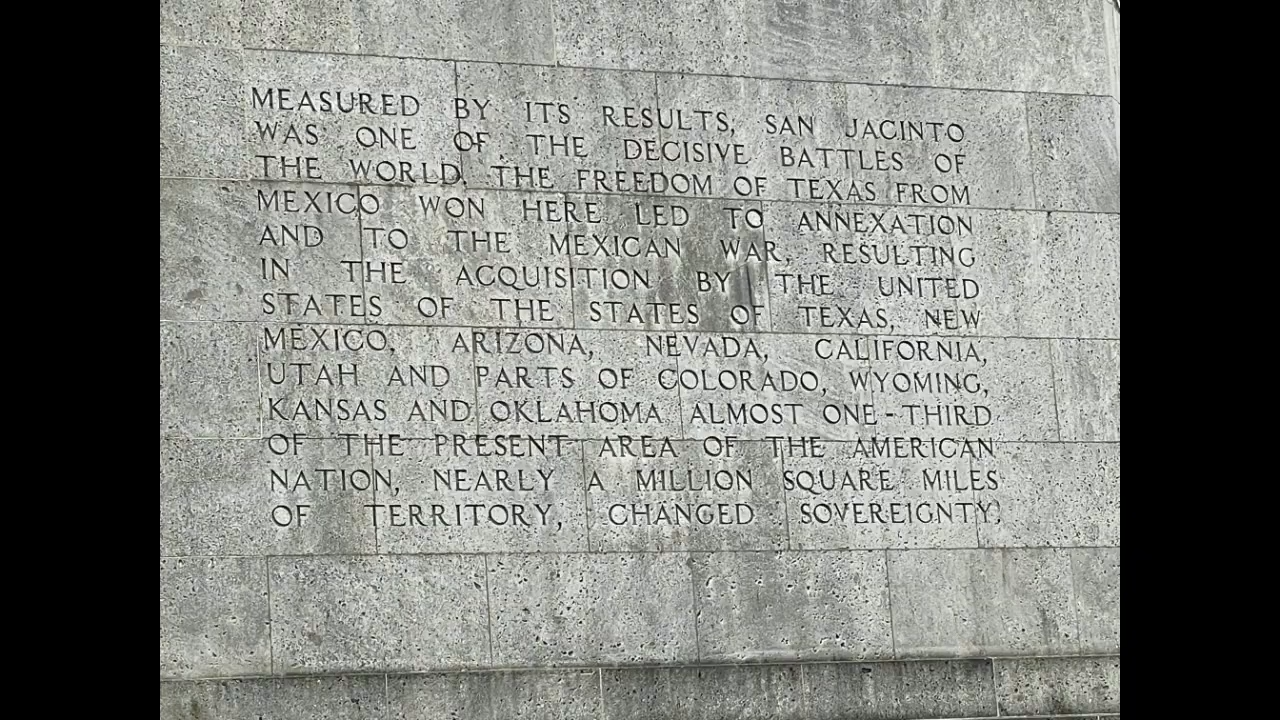 MEASURED BY ITS RESULTS, SAN JACINTO
WAS ONE OF THE DECISIVE BATTLES OF
THE WORLD. THE FREEDOM OF TEXAS FROM
MEXICO WON HERE LED TO ANNEXATION
AND TO THE MEXICAN WAR, RESULTING
IN THE ACQUISITION BY THE UNITED
STATES OF THE STATES OF TEXAS, NEW
MEXICO, ARIZONA, NEVADA, CALIFORNIA,
UTAH AND PARTS OF COLORADO, WYOMING,
KANSAS AND OKLAHOMA. ALMOST ONE-THIRD
OF THE PRESENT AREA OF THE AMERICAN
NATION, NEARLY A MILLION SQUARE MILES
OF TERRITORY, CHANGED SOVEREIGNTY.